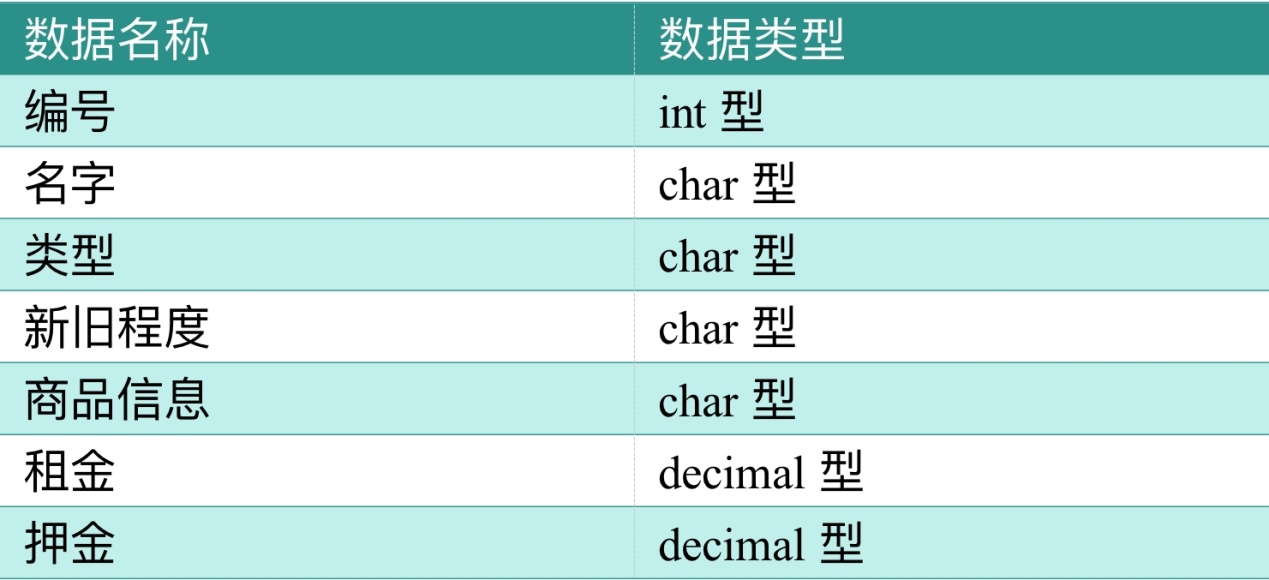 数据名称 数据类型
编号 int 型
名字 char 型
类型 char 型
新旧程度 char 型
商品信息 char 型
租金 decimal 型
押金 decimal 型